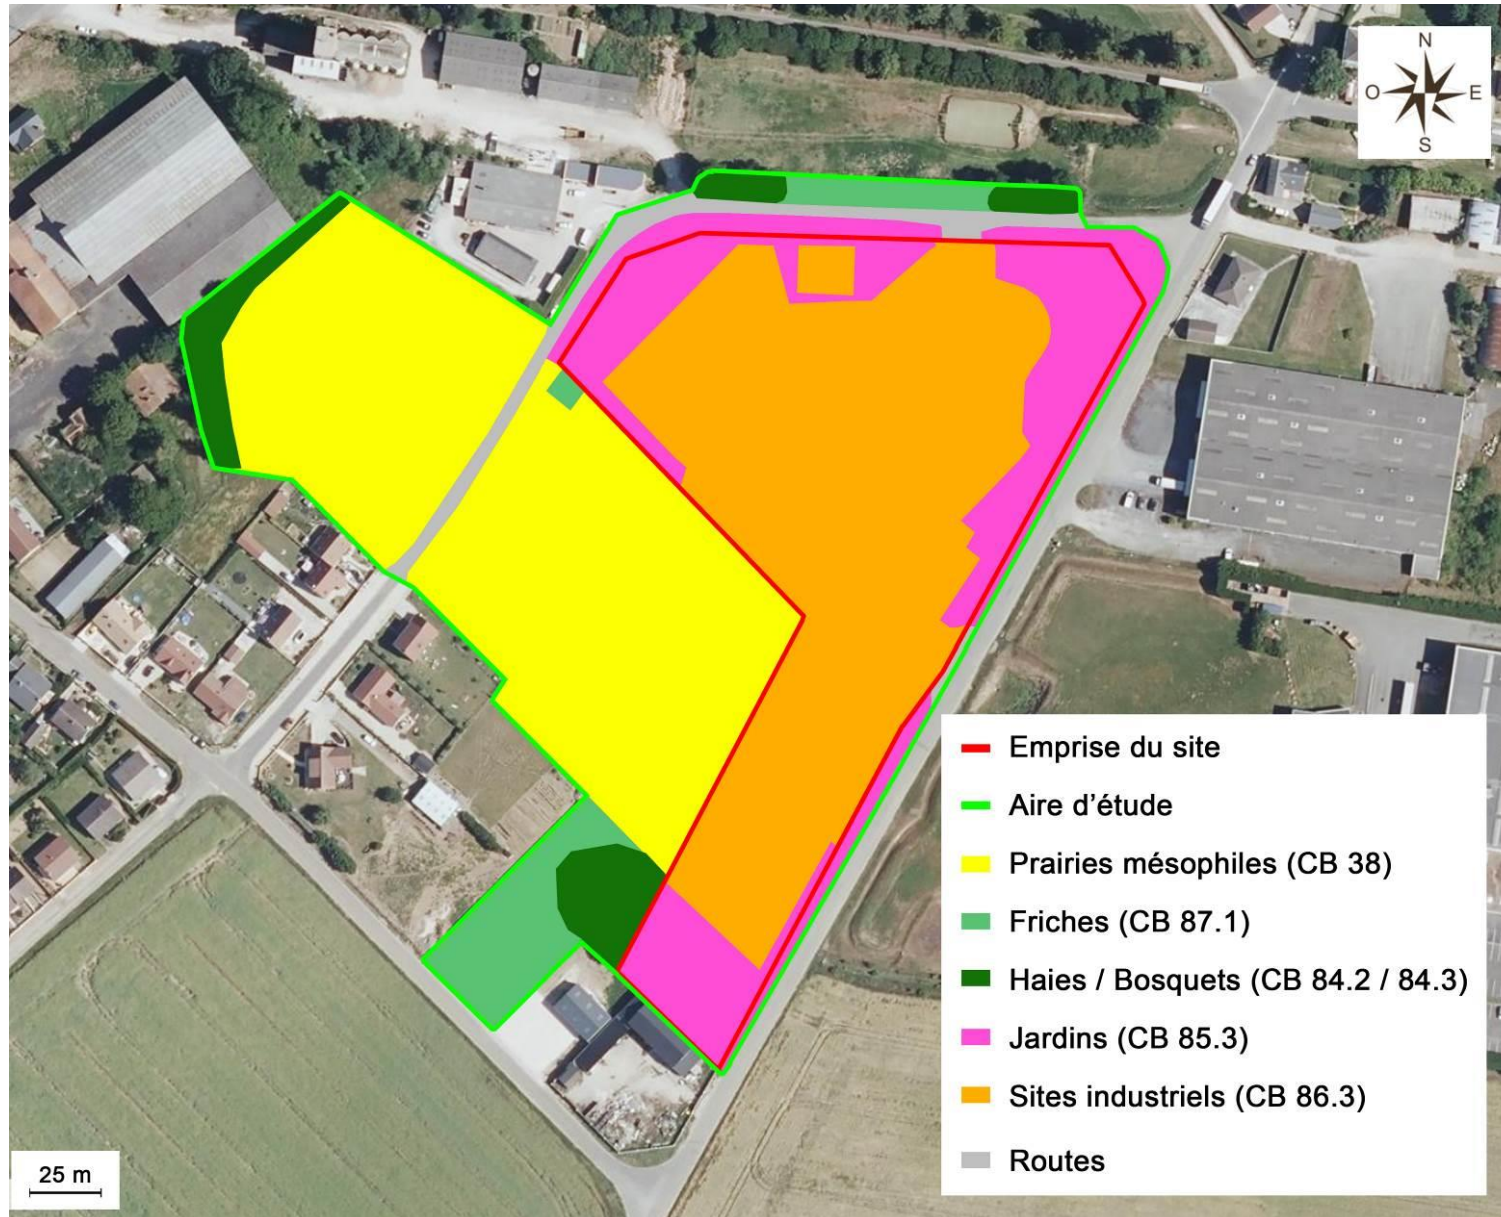 N
O E
S
Emprise du site
Aire d'étude
Prairies mésophiles (CB 38)
Friches (CB 87.1)
Haies / Bosquets (CB 84.2 / 84.3)
Jardins (CB 85.3)
Sites industriels (CB 86.3)
Routes
25 m